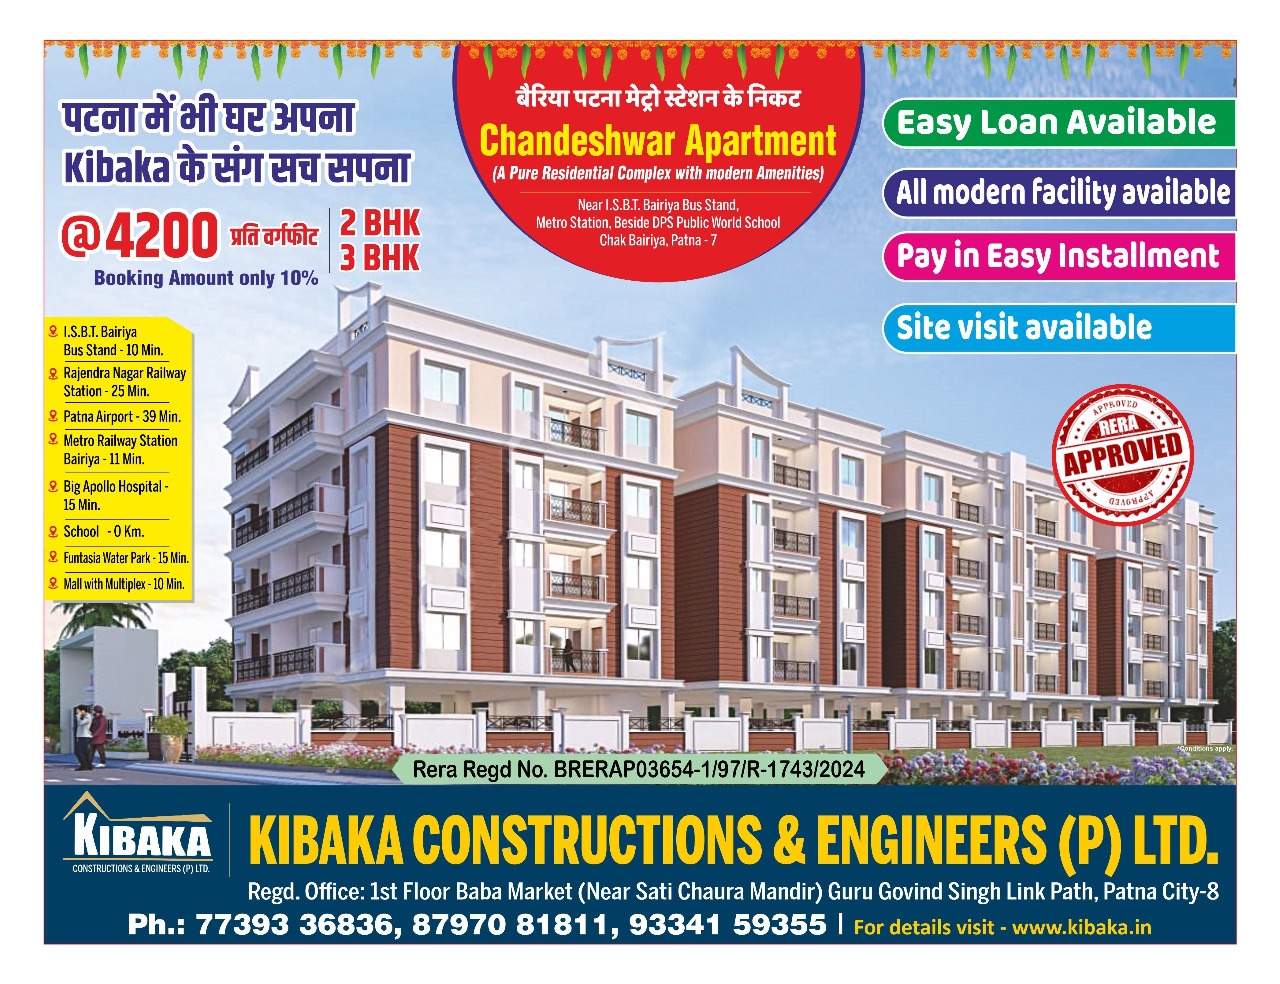 पटना में भी घर अपना
Kibaka के संग सच सपना
@4200 प्रति वर्गफीट
2 BHK
3 BHK
Booking Amount only 10%
बैरिया पटना मेट्रो स्टेशन के निकट
Chandeshwar Apartment
(A Pure Residential Complex with modern Amenities)
Near I.S.B.T. Bairiya Bus Stand,
Metro Station, Beside DPS Public World School
Chak Bairiya, Patna - 7
Easy Loan Available
All modern facility available
Pay in Easy Installment
Site visit available
I.S.B.T. Bairiya
Bus Stand - 10 Min.
Rajendra Nagar Railway
Station - 25 Min.
Patna Airport - 39 Min.
Metro Railway Station
Bairiya - 11 Min.
Big Apollo Hospital -
15 Min.
School - 0 Km.
Funtasia Water Park - 15 Min.
Mall with Multiplex - 10 Min.
APPROVED
RERA
APPROVED
APPROVED
*Conditions apply.
Rera Regd No. BRERAP03654-1/97/R-1743/2024
KIBAKA
CONSTRUCTIONS & ENGINEERS (P) LTD.
KIBAKA CONSTRUCTIONS & ENGINEERS (P) LTD.
Regd. Office: 1st Floor Baba Market (Near Sati Chaura Mandir) Guru Govind Singh Link Path, Patna City-8
Ph.: 77393 36836, 87970 81811, 93341 59355 | For details visit - www.kibaka.in